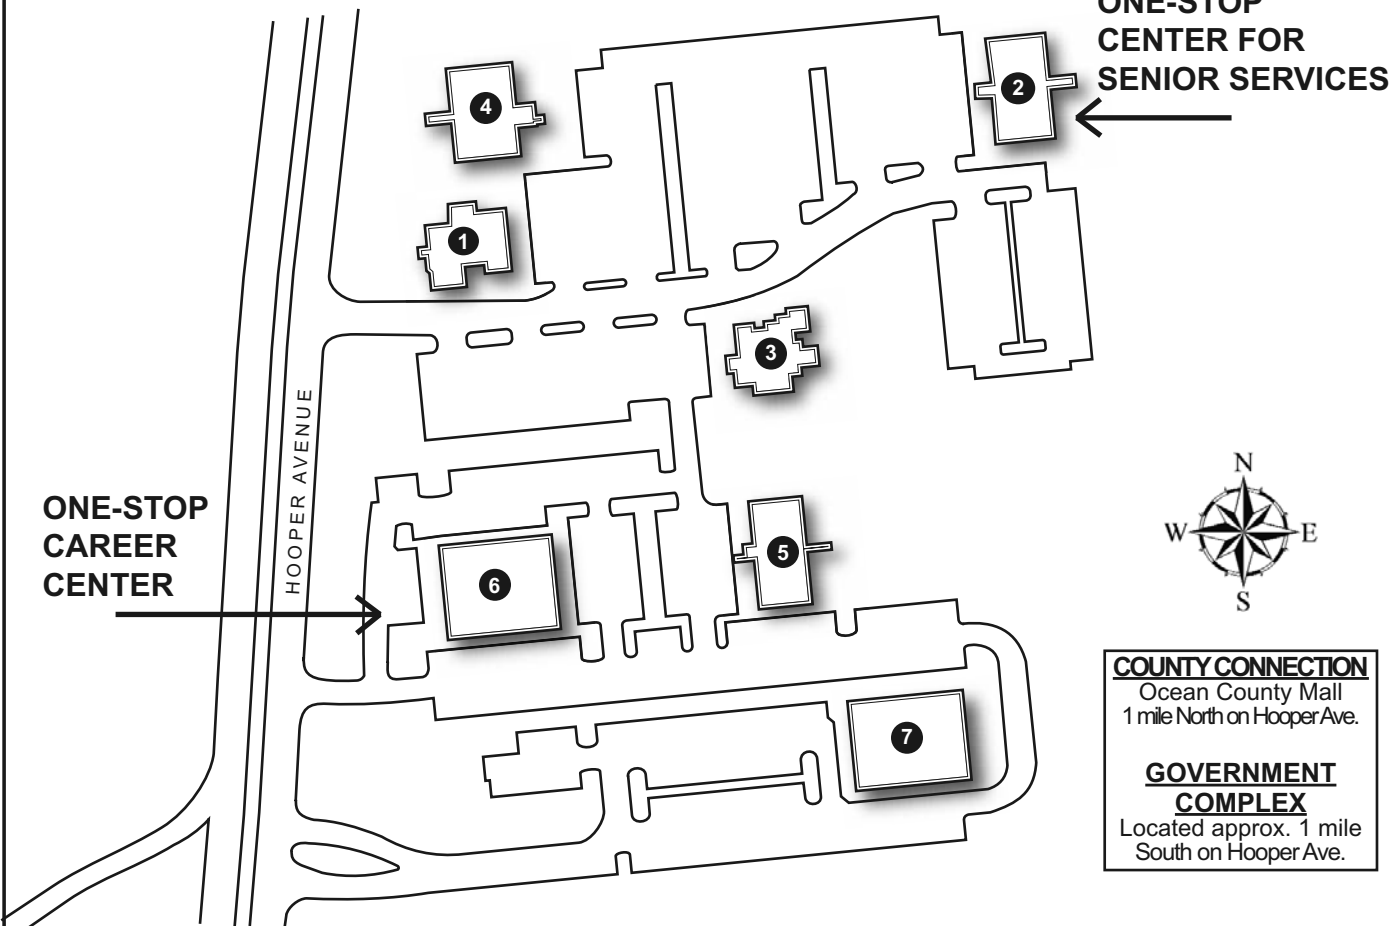 ONE-STOP
CENTER FOR
SENIOR SERVICES
2
4
1
3
HOOPER AVENUE
ONE-STOP
CAREER
CENTER
5
6
7
N
W E
S
COUNTY CONNECTION
Ocean County Mall
1 mile North on Hooper Ave.
GOVERNMENT
COMPLEX
Located approx. 1 mile
South on Hooper Ave.